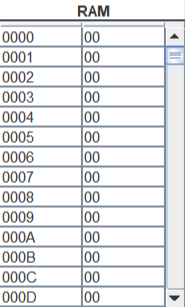 RAM
0000 00
0001 00
0002 00
0003 00
0004 00
0005 00
0006 00
0007 00
0008 00
0009 00
000A 00
000B 00
000C 00
000D 00